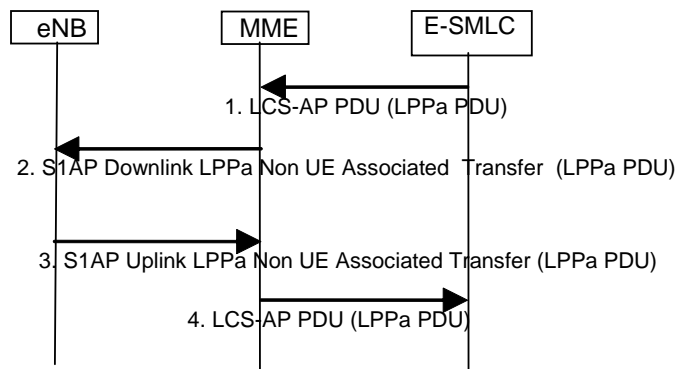 eNB
MME
E-SMLC
1. LCS-AP PDU (LPPa PDU)
2. S1AP Downlink LPPa Non UE Associated Transfer (LPPa PDU)
3. S1AP Uplink LPPa Non UE Associated Transfer (LPPa PDU)
4. LCS-AP PDU (LPPa PDU)